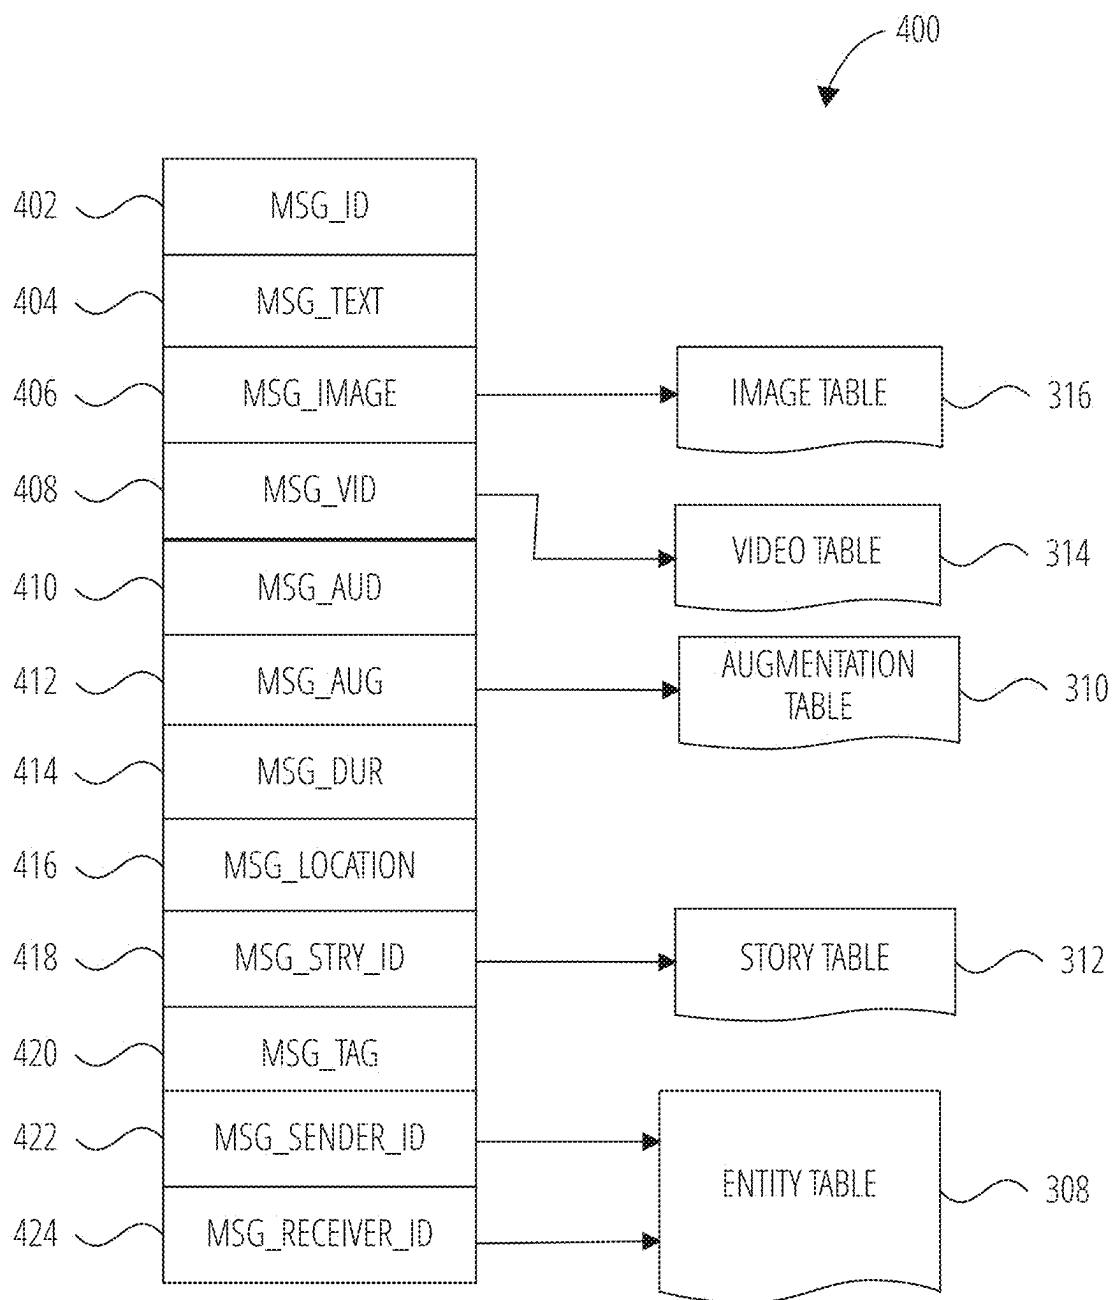 400
402 MSG_ID
404 MSG_TEXT
406 MSG_IMAGE IMAGE TABLE 316
408 MSG_VID VIDEO TABLE 314
410 MSG_AUD
412 MSG_AUG AUGMENTATION
TABLE 310
414 MSG_DUR
416 MSG_LOCATION
418 MSG_STRY_ID STORY TABLE 312
420 MSG_TAG
422 MSG_SENDER_ID
ENTITY TABLE 308
424 MSG_RECEIVER_ID